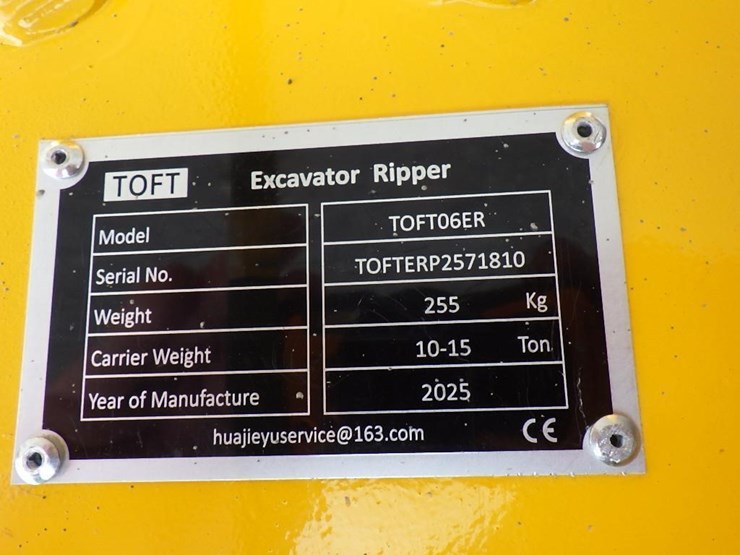 TOFT Excavator Ripper
Model TOFT06ER
Serial No. TOFTERP2571810
Weight 255 Kg
Carrier Weight 10-15 Ton
Year of Manufacture 2025
huajieyuservice@163.com CE